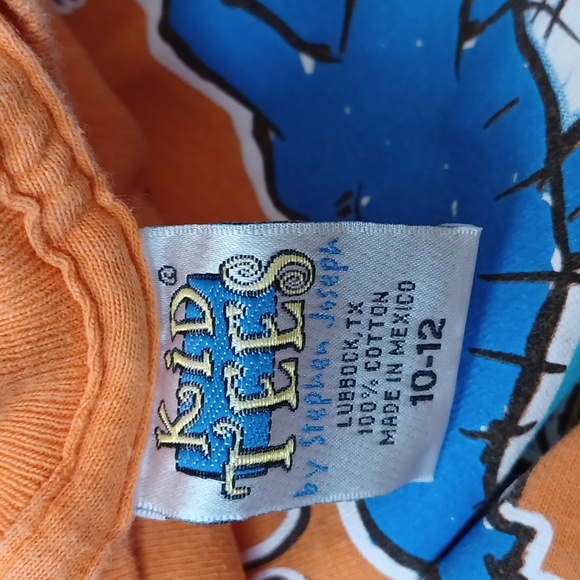 KiD®
TEES
by Stephen Joseph
LUBBOCK, TX
100% COTTON
MADE IN MEXICO
10-12